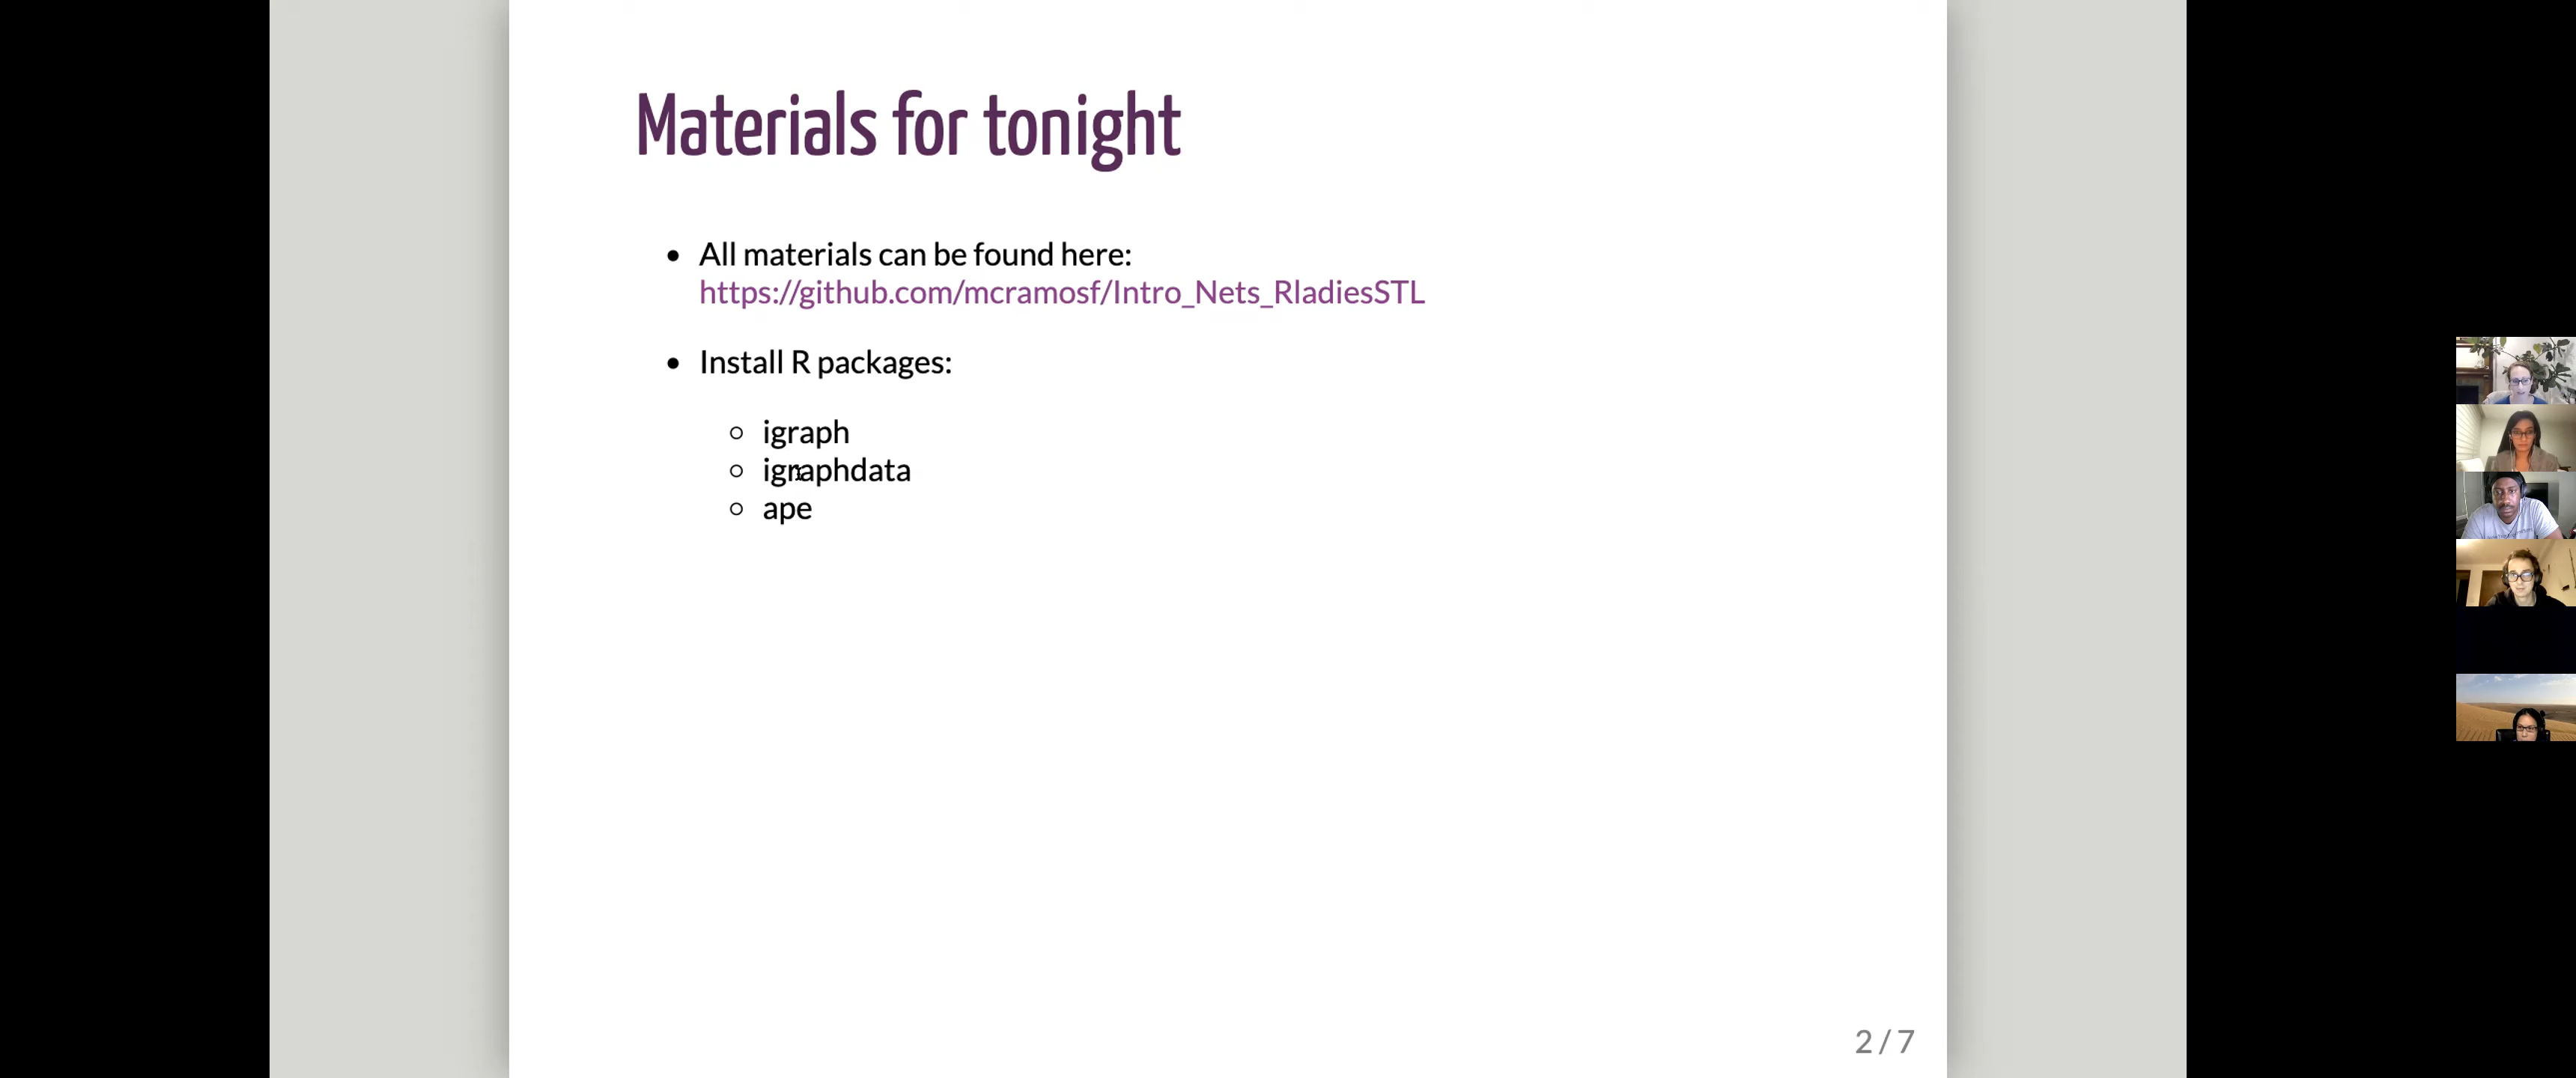 Materials for tonight
All materials can be found here:
https://github.com/mcramosf/Intro_Nets_RladiesSTL
Install R packages:
igraph
igraphdata
ape
2 / 7